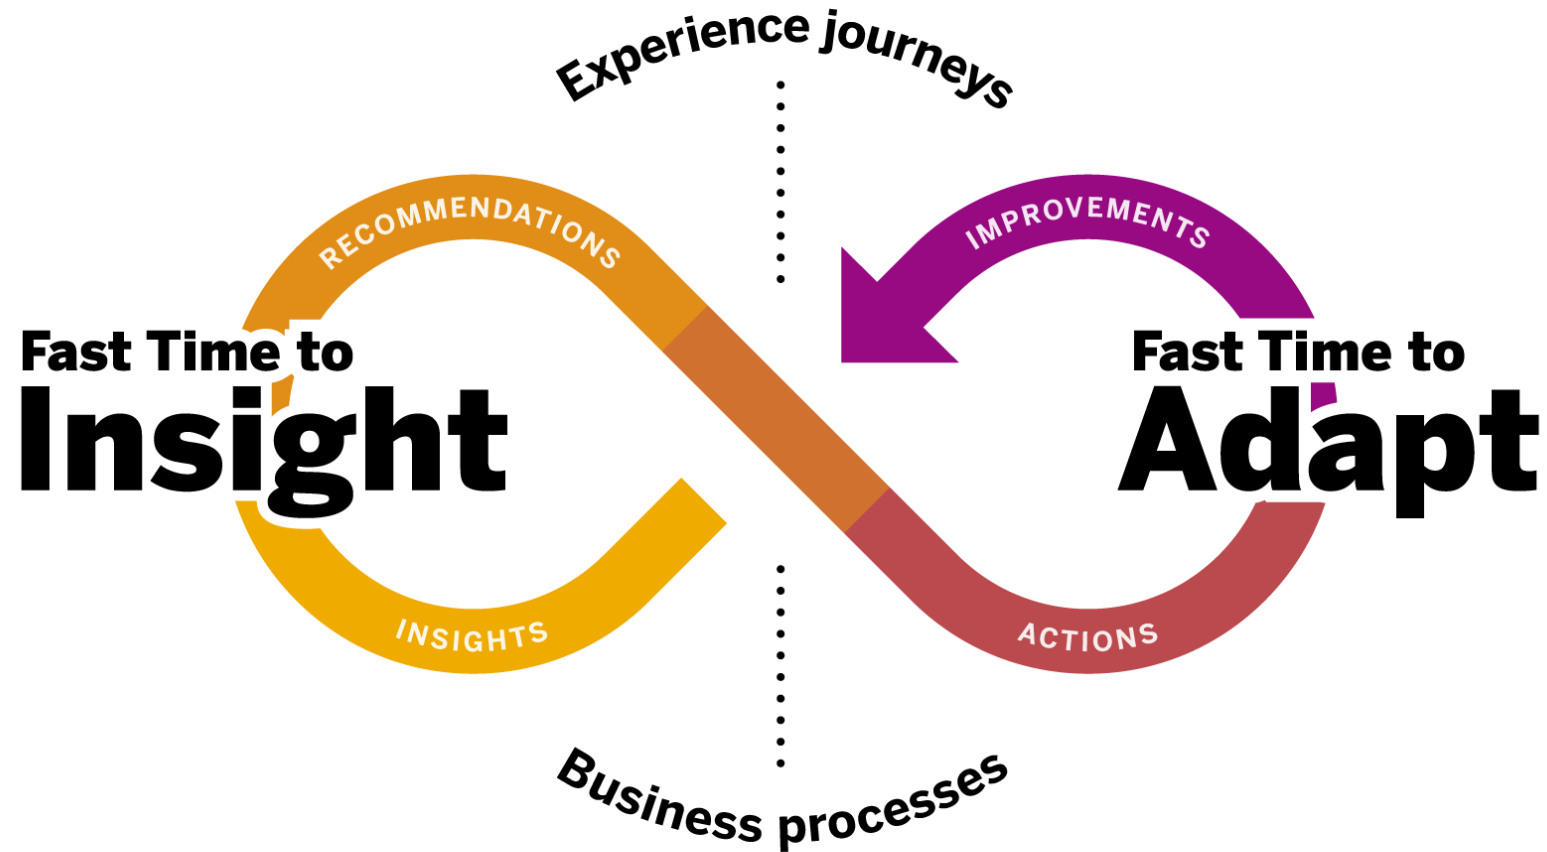 Experience journeys
RECOMMENDATIONS
IMPROVEMENTS
Fast Time to
Insight
Fast Time to
Adapt
INSIGHTS
ACTIONS
Business processes